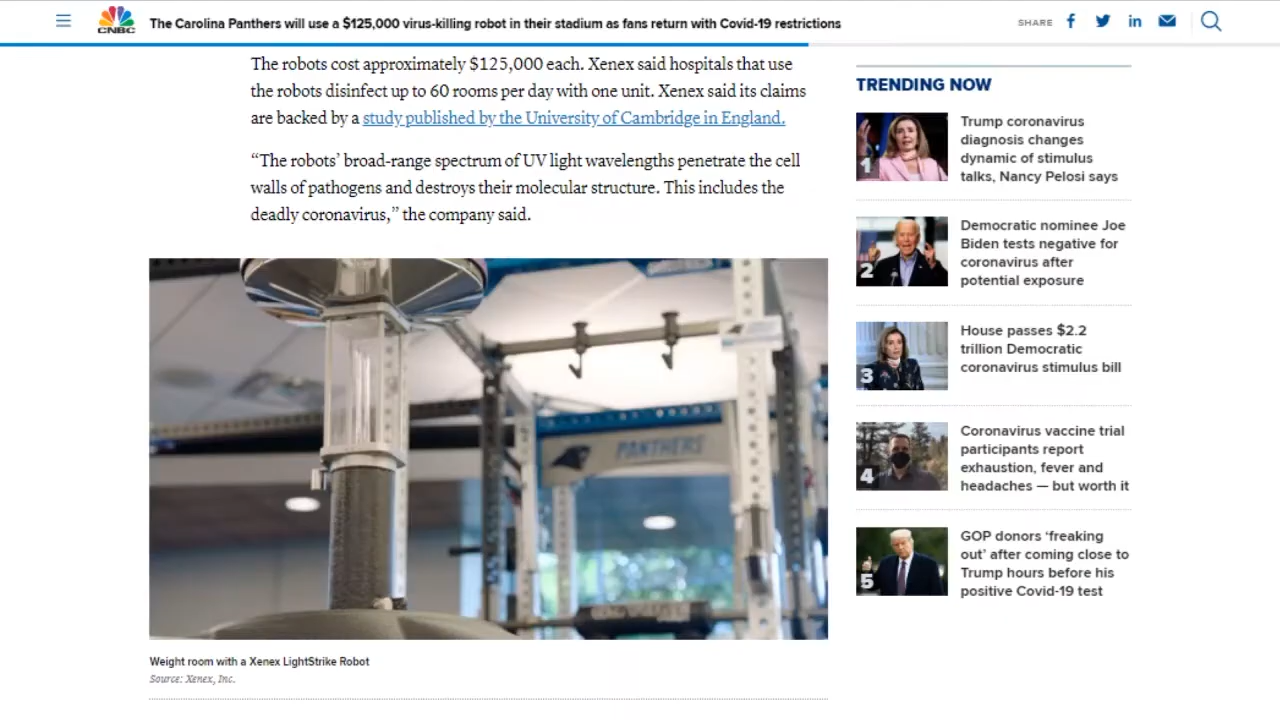 CNBC
The Carolina Panthers will use a $125,000 virus-killing robot in their stadium as fans return with Covid-19 restrictions
SHARE
The robots cost approximately $125,000 each. Xenex said hospitals that use
the robots disinfect up to 60 rooms per day with one unit. Xenex said its claims
are backed by a study published by the University of Cambridge in England.
“The robots’ broad-range spectrum of UV light wavelengths penetrate the cell
walls of pathogens and destroys their molecular structure. This includes the
deadly coronavirus,” the company said.
PANTHERS
Weight room with a Xenex LightStrike Robot
Source: Xenex, Inc.
TRENDING NOW
1
Trump coronavirus
diagnosis changes
dynamic of stimulus
talks, Nancy Pelosi says
2
Democratic nominee Joe
Biden tests negative for
coronavirus after
potential exposure
3
House passes $2.2
trillion Democratic
coronavirus stimulus bill
4
Coronavirus vaccine trial
participants report
exhaustion, fever and
headaches — but worth it
5
GOP donors ‘freaking
out’ after coming close to
Trump hours before his
positive Covid-19 test